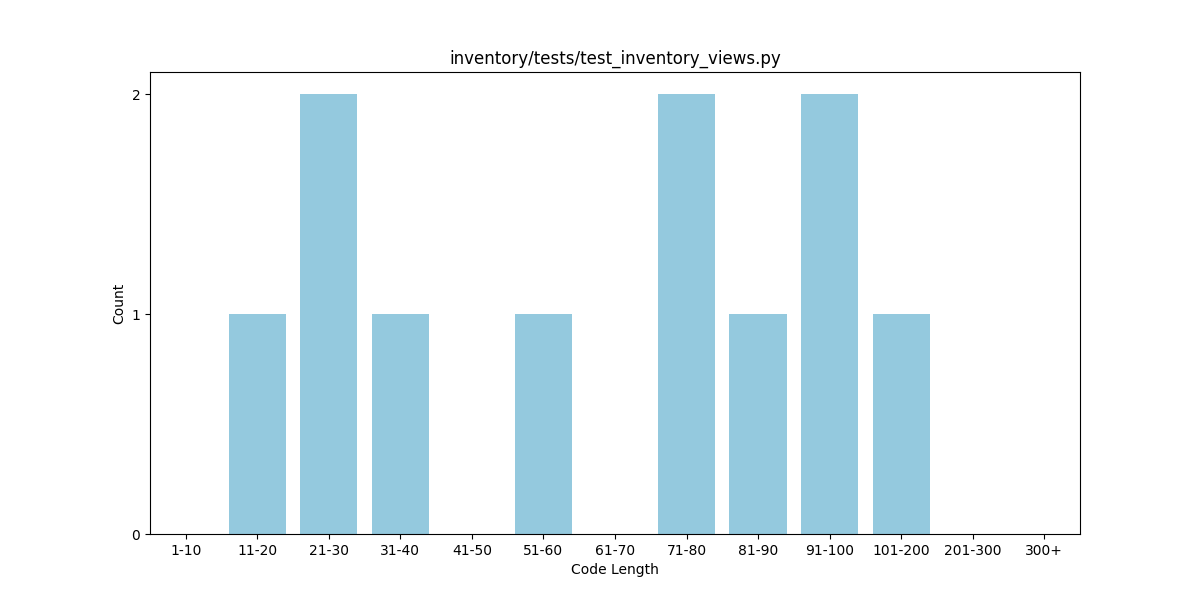 inventory/tests/test_inventory_views.py
2
1
0
Count
1-10 11-20 21-30 31-40 41-50 51-60 61-70 71-80 81-90 91-100 101-200 201-300 300+
Code Length